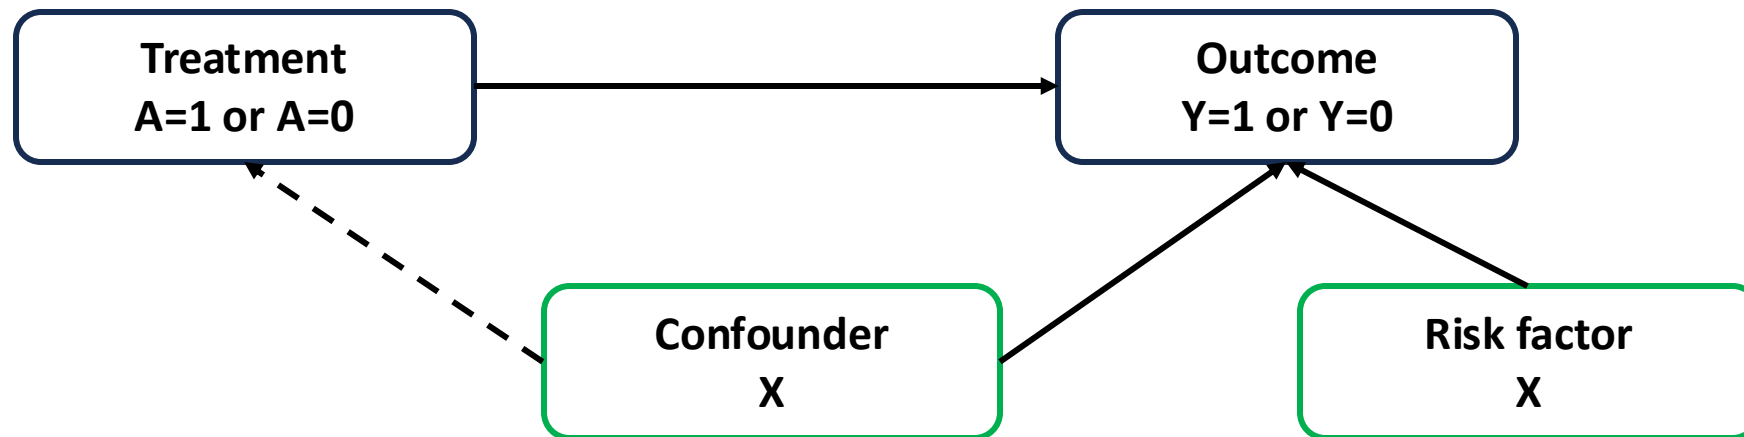 Treatment
A=1 or A=0
Outcome
Y=1 or Y=0
Confounder
X
Risk factor
X